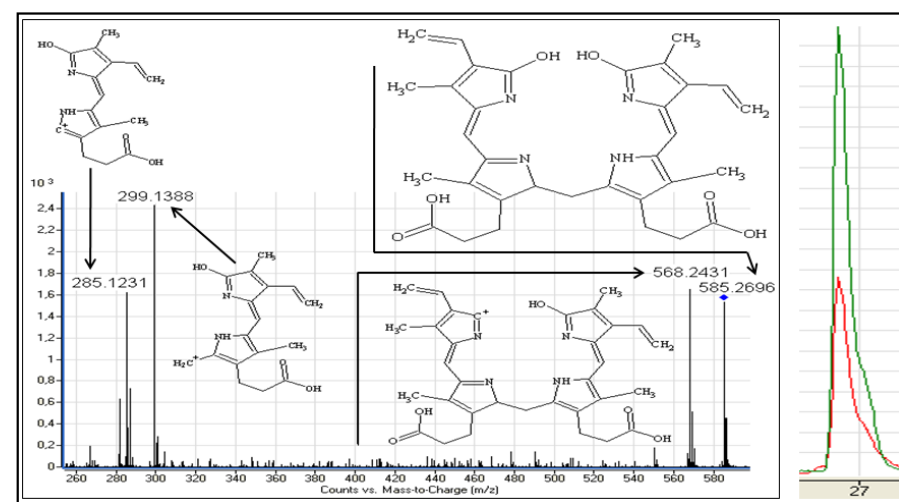 CH₃
HO
N
CH₂
NH
C⁺
CH₃
O
OH
10³
2,4
2,2
2
1,8
1,6
1,4
1,2
1
0,8
0,6
0,4
0,2
0
285.1231
299.1388
HO
CH₃
N
CH₂
NH
H₂C⁺
CH₃
O
OH
H₂C
OH
HO
CH₃
H₃C
N
N
CH₂
N
NH
H₃C
CH₃
OH
O
O
OH
568.2431
585.2696
H₂C
C⁺
HO
CH₃
H₃C
N
N
CH₂
N
NH
H₃C
CH₃
OH
O
O
OH
260 280 300 320 340 360 380 400 420 440 460 480 500 520 540 560 580
Counts vs. Mass-to-Charge (m/z)
27